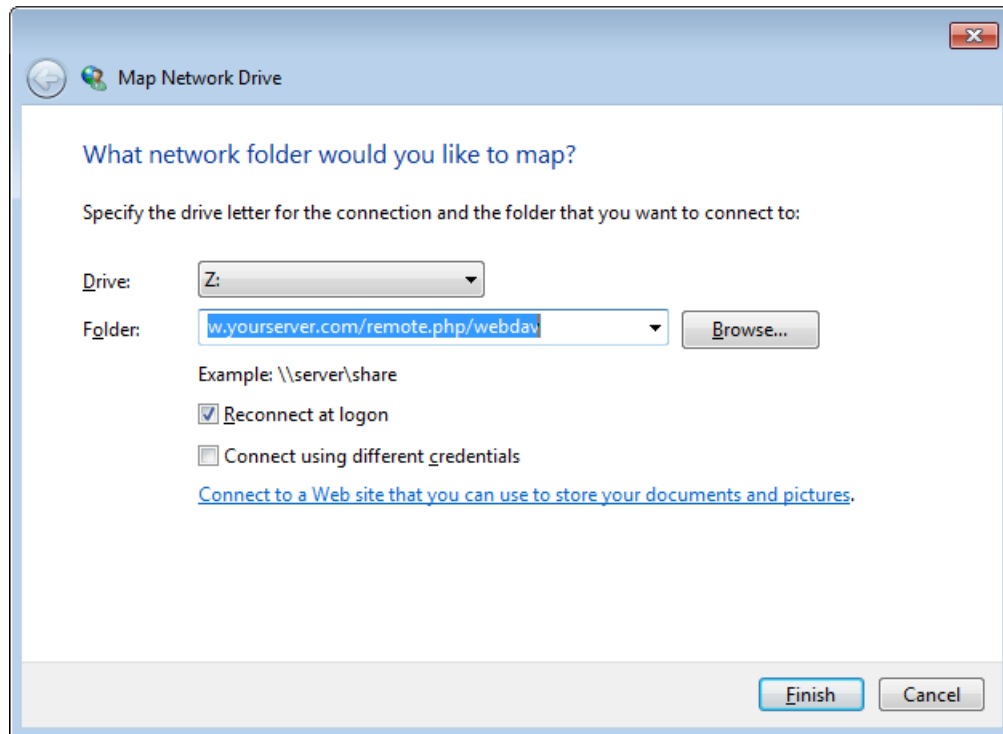 Map Network Drive
What network folder would you like to map?
Specify the drive letter for the connection and the folder that you want to connect to:
Drive: Z:
Folder: w.yourserver.com/remote.php/webdav Browse...
Example: \\server\share
Reconnect at logon
Connect using different credentials
Connect to a Web site that you can use to store your documents and pictures.
Finish Cancel